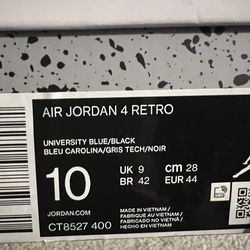 AIR JORDAN 4 RETRO
UNIVERSITY BLUE/BLACK
BLEU CAROLINA/GRIS TECH/NOIR
10
UK 9 cm 28
BR 42 EUR 44
JORDAN.COM
CT8527 400
MADE IN VIETNAM /
FABRIQUÉ AU VIETNAM /
FABRICADO NO VIETNÃ /
HECHO EN VIETNAM